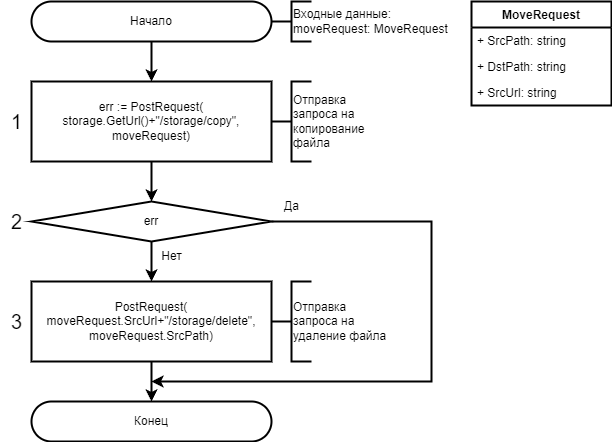 Начало
Входные данные:
moveRequest: MoveRequest
MoveRequest
+ SrcPath: string
+ DstPath: string
+ SrcUrl: string
1
err := PostRequest(
storage.GetUrl()+"/storage/copy",
moveRequest)
Отправка
запроса на
копирование
файла
2
err
Да
Нет
3
PostRequest(
moveRequest.SrcUrl+"/storage/delete",
moveRequest.SrcPath)
Отправка
запроса на
удаление файла
Конец